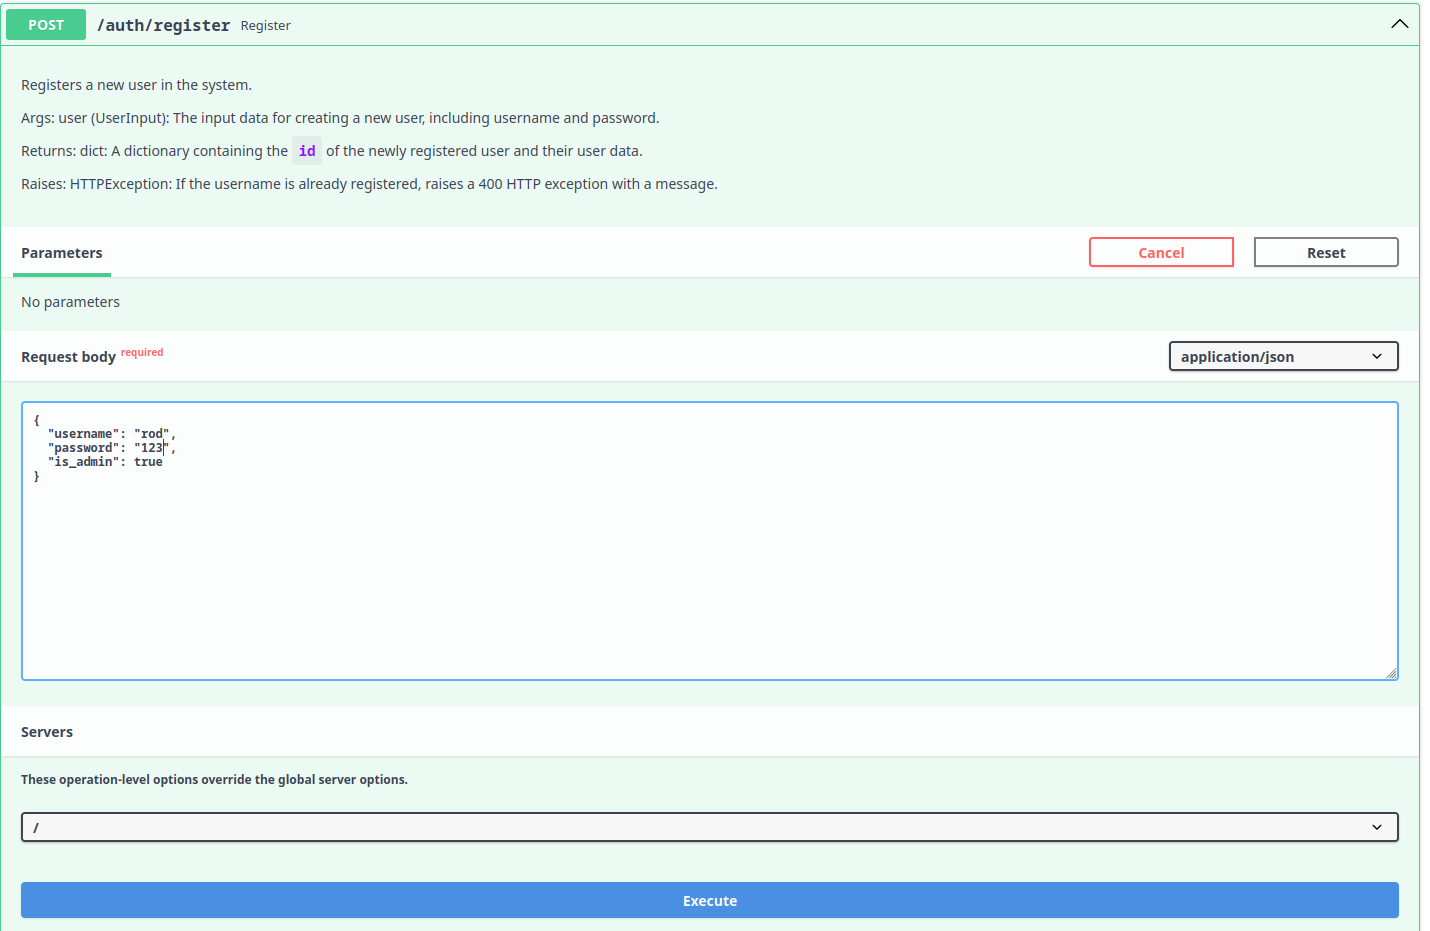 POST /auth/register Register
Registers a new user in the system.
Args: user (UserInput): The input data for creating a new user, including username and password.
Returns: dict: A dictionary containing the id of the newly registered user and their user data.
Raises: HTTPException: If the username is already registered, raises a 400 HTTP exception with a message.
Parameters Cancel Reset
No parameters
Request body required application/json
{
  "username": "rod",
  "password": "123",
  "is_admin": true
}
Servers
These operation-level options override the global server options.
/
Execute